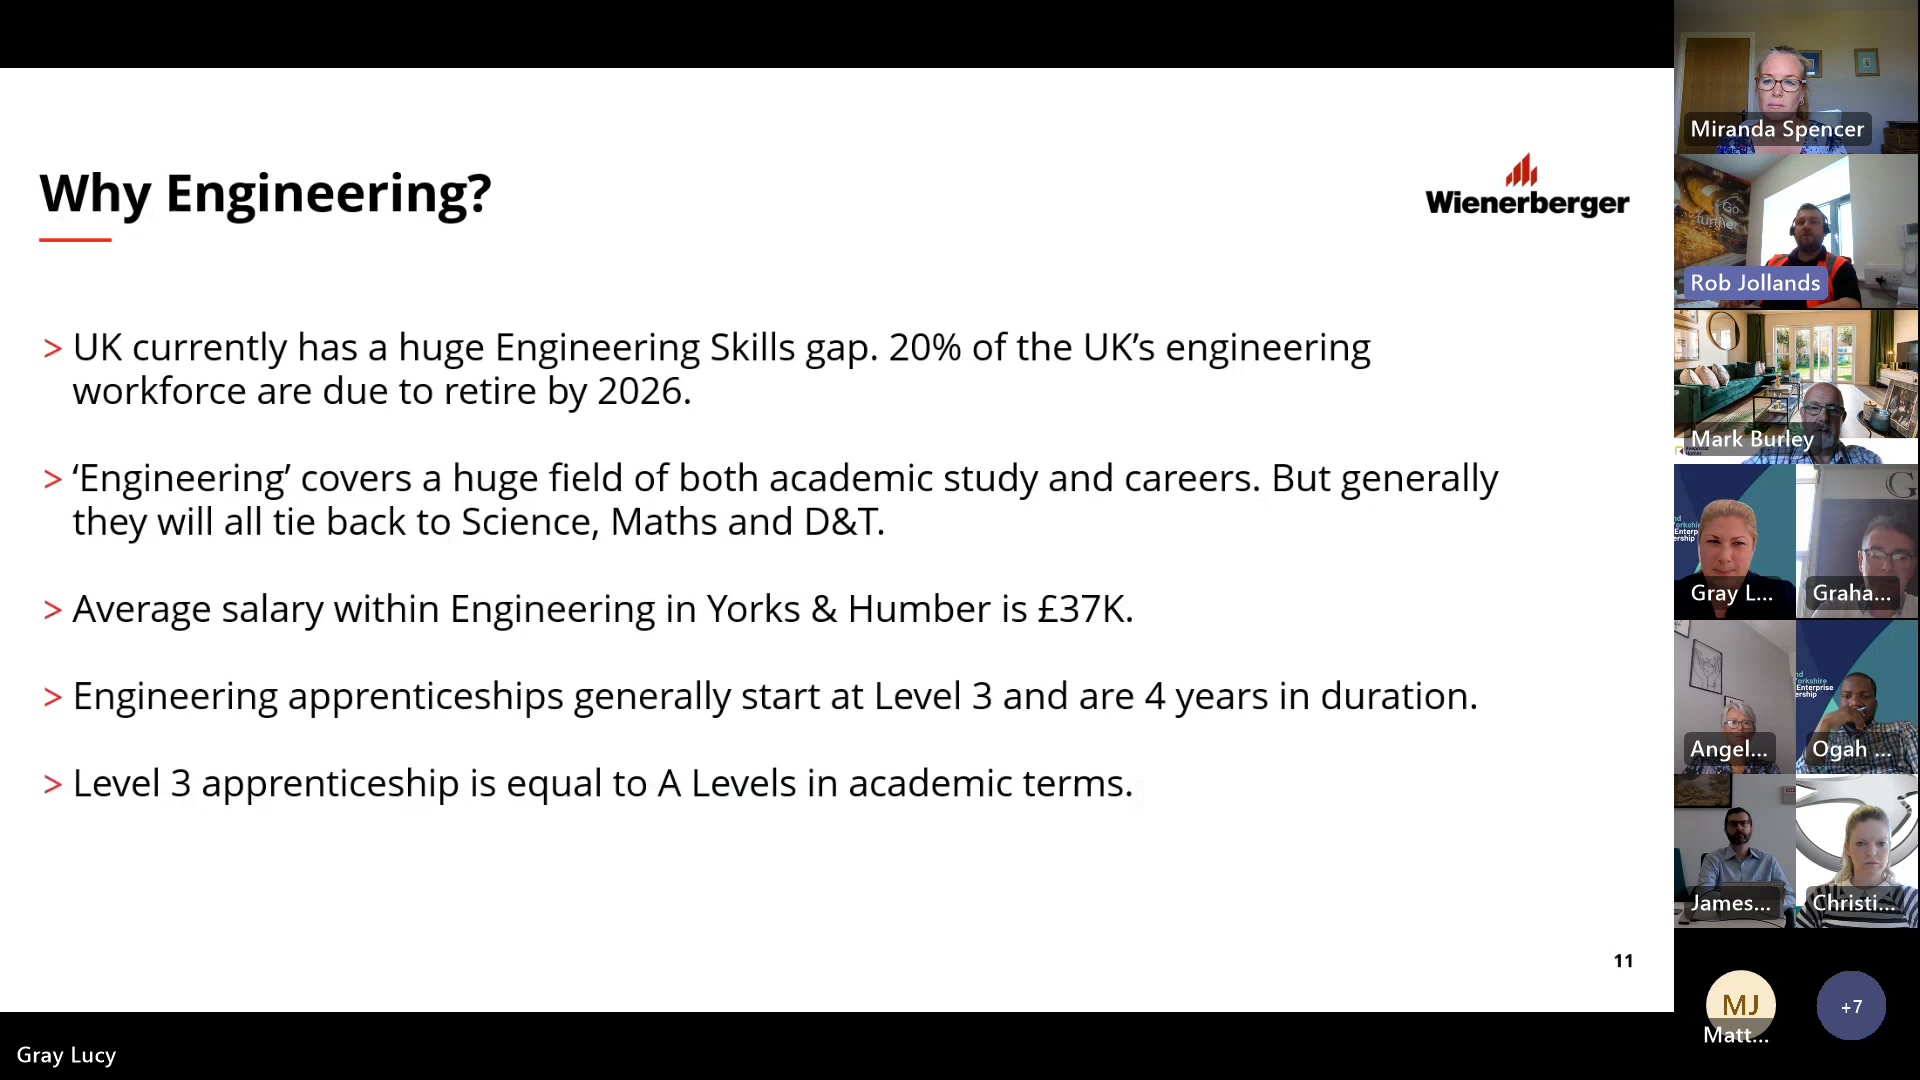 Why Engineering?
Wienerberger
> UK currently has a huge Engineering Skills gap. 20% of the UK’s engineering
workforce are due to retire by 2026.
> ‘Engineering’ covers a huge field of both academic study and careers. But generally
they will all tie back to Science, Maths and D&T.
> Average salary within Engineering in Yorks & Humber is £37K.
> Engineering apprenticeships generally start at Level 3 and are 4 years in duration.
> Level 3 apprenticeship is equal to A Levels in academic terms.
11
Gray Lucy
Miranda Spencer
Go
further
Rob Jollands
Mark Burley
Gray L...
Graha...
Angel...
Enterprise
Ogah ...
James...
Christi...
MJ
Matt...
+7